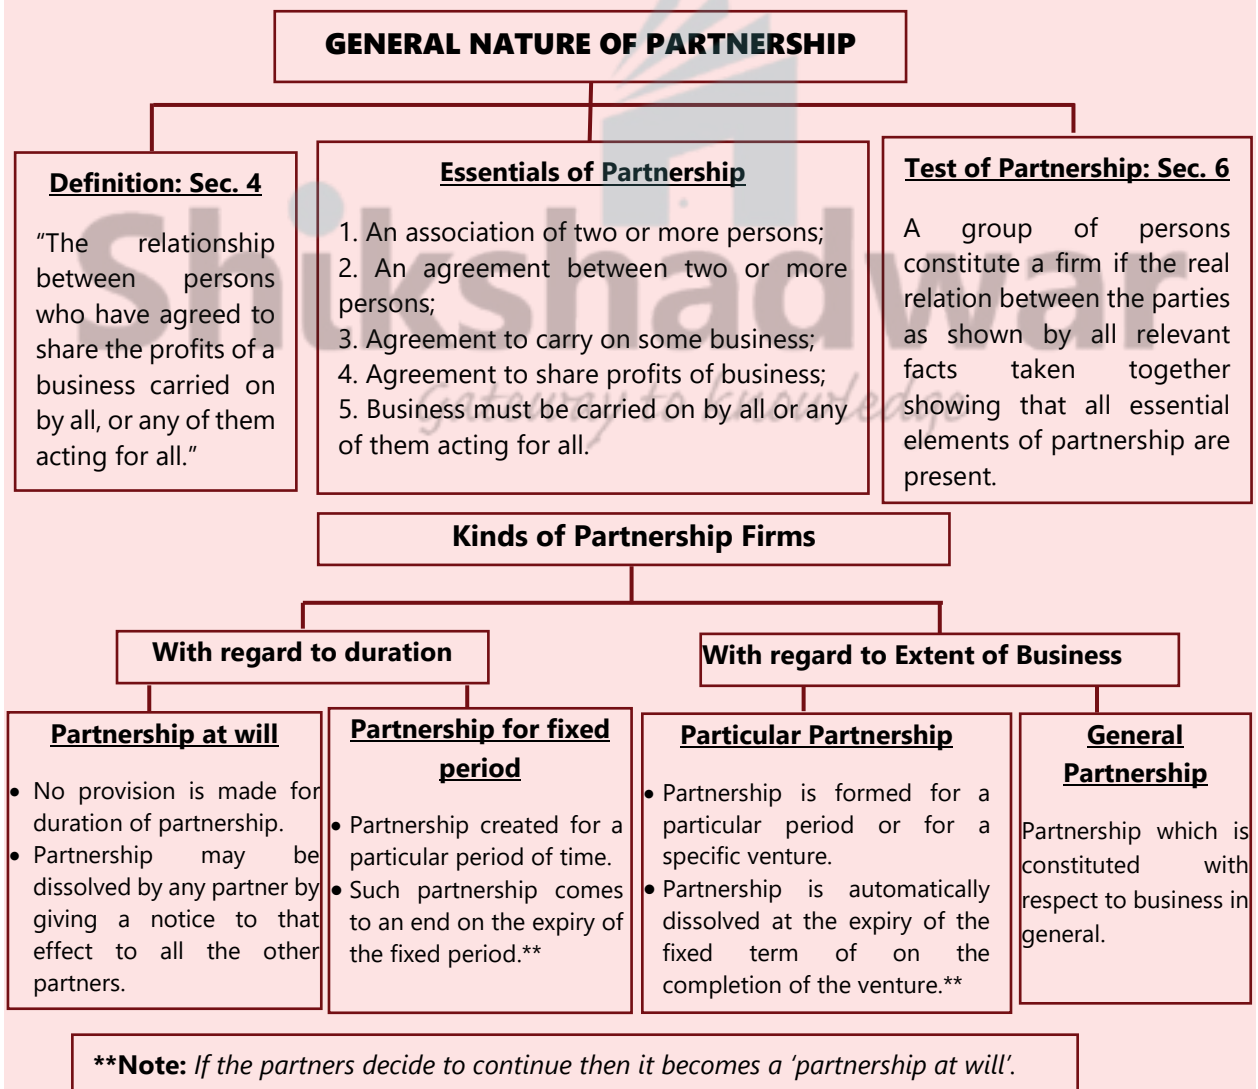 GENERAL NATURE OF PARTNERSHIP
Definition: Sec. 4
“The relationship
between persons
who have agreed to
share the profits of a
business carried on
by all, or any of them
acting for all.”
Essentials of Partnership
1. An association of two or more persons;
2. An agreement between two or more
persons;
3. Agreement to carry on some business;
4. Agreement to share profits of business;
5. Business must be carried on by all or any
of them acting for all.
Test of Partnership: Sec. 6
A group of persons
constitute a firm if the real
relation between the parties
as shown by all relevant
facts taken together
showing that all essential
elements of partnership are
present.
Shikshadwar
Gateway to knowledge
Kinds of Partnership Firms
With regard to duration
With regard to Extent of Business
Partnership at will
• No provision is made for
duration of partnership.
• Partnership may be
dissolved by any partner by
giving a notice to that
effect to all the other
partners.
Partnership for fixed
period
• Partnership created for a
particular period of time.
• Such partnership comes
to an end on the expiry of
the fixed period.**
Particular Partnership
• Partnership is formed for a
particular period or for a
specific venture.
• Partnership is automatically
dissolved at the expiry of the
fixed term of on the
completion of the venture.**
General
Partnership
Partnership which is
constituted with
respect to business in
general.
**Note: If the partners decide to continue then it becomes a ‘partnership at will’.